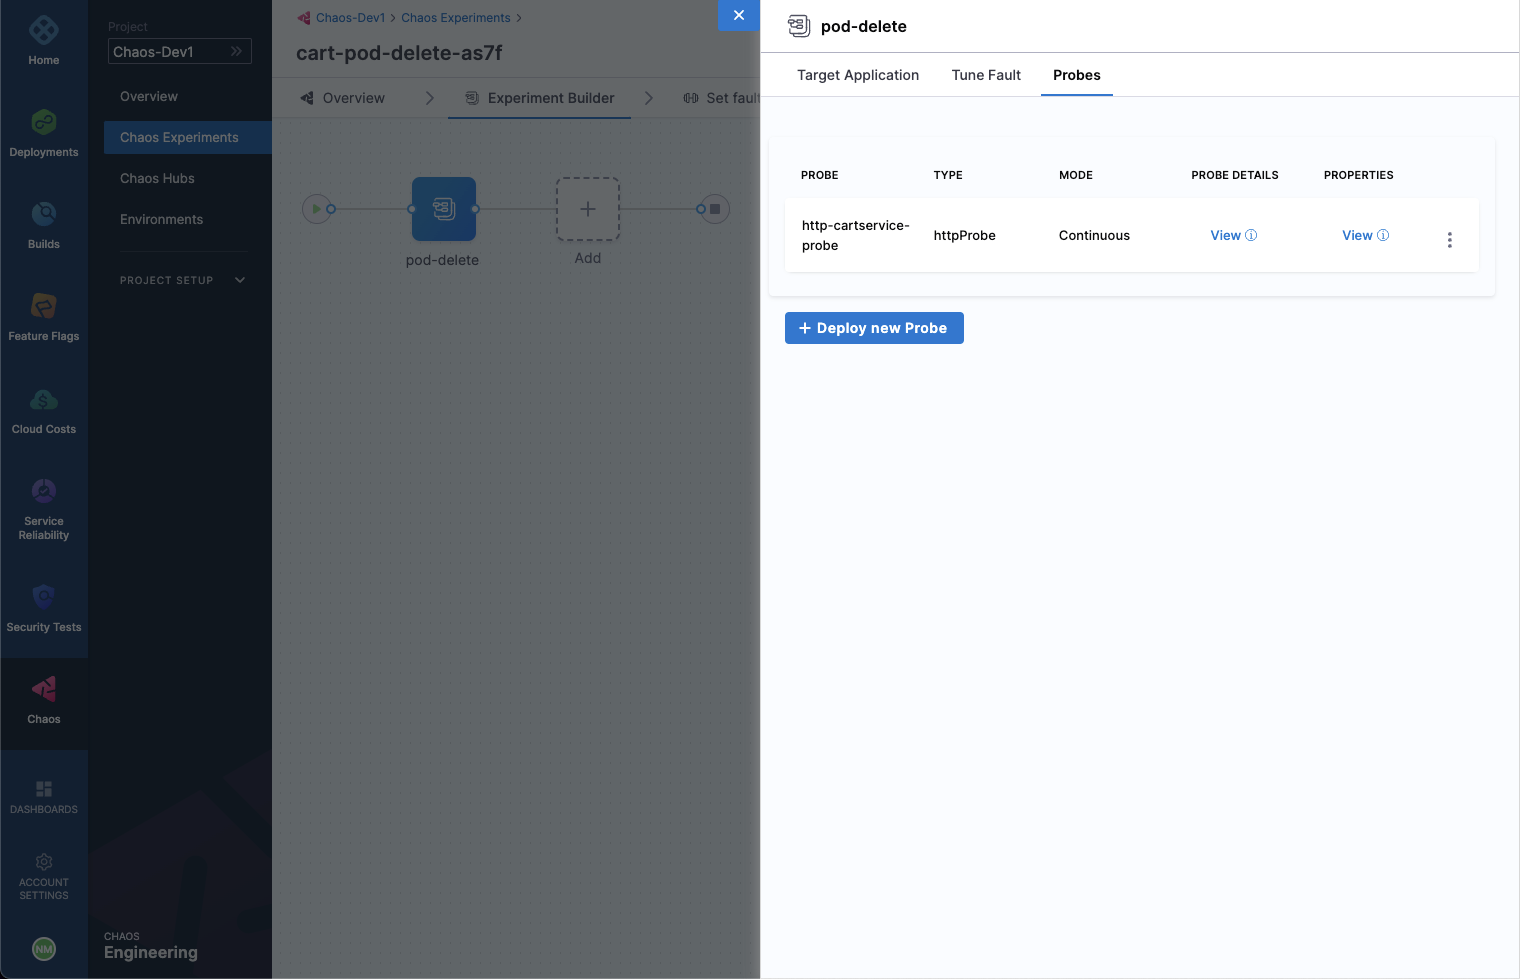 Home
Deployments
Builds
Feature Flags
Cloud Costs
Service
Reliability
Security Tests
Chaos
DASHBOARDS
ACCOUNT
SETTINGS
NM
Project
Chaos-Dev1
Overview
Chaos Experiments
Chaos Hubs
Environments
PROJECT SETUP
CHAOS
Engineering
Chaos-Dev1 > Chaos Experiments >
cart-pod-delete-as7f
Overview
Experiment Builder
Set fault
pod-delete
Add
pod-delete
Target Application
Tune Fault
Probes
PROBE TYPE MODE PROBE DETAILS PROPERTIES
http-cartservice-
probe
httpProbe
Continuous
View
View
+ Deploy new Probe